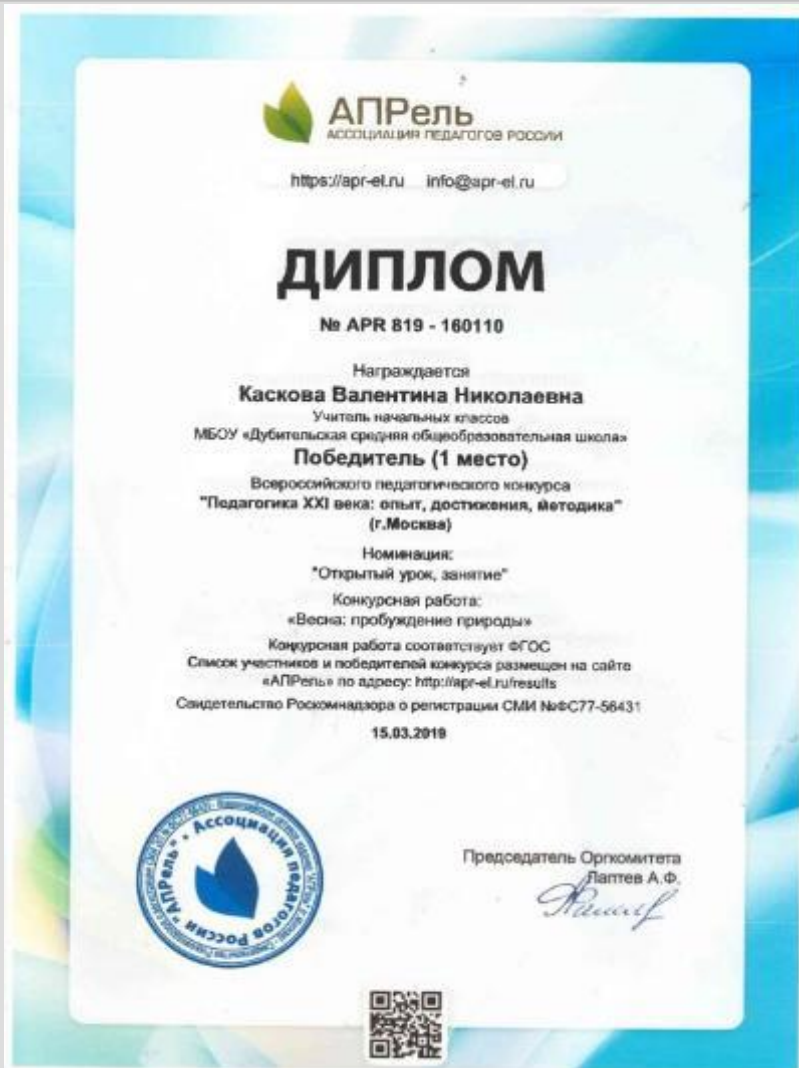 АПРель
АССОЦИАЦИЯ ПЕДАГОГОВ РОССИИ
https://apr-el.ru info@apr-el.ru
ДИПЛОМ
№ APR 819 - 160110
Награждается
Каскова Валентина Николаевна
Учитель начальных классов
МБОУ «Дубительская средняя общеобразовательная школа»
Победитель (1 место)
Всероссийского педагогического конкурса
"Педагогика XXI века: опыт, достижения, методика"
(г.Москва)
Номинация:
"Открытый урок, занятие"
Конкурсная работа:
«Весна: пробуждение природы»
Конкурсная работа соответствует ФГОС
Список участников и победителей конкурса размещен на сайте
«АПРель» по адресу: http://apr-el.ru/results
Свидетельство Роскомнадзора о регистрации СМИ №ФС77-56431
15.03.2019
Ассоциация педагогов России "АПРель"
Председатель Оргкомитета
Лаптев А.Ф.